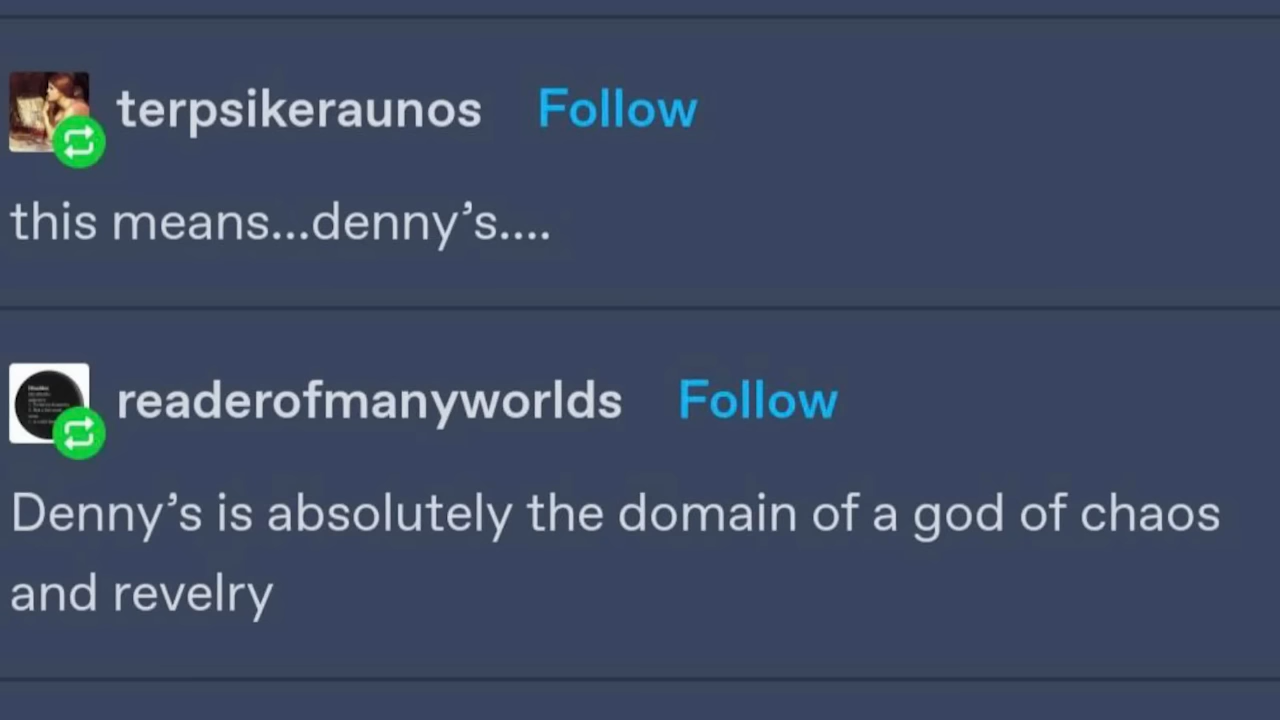 terpsikeraunos Follow
this means...denny’s....
readerofmanyworlds Follow
Denny’s is absolutely the domain of a god of chaos
and revelry